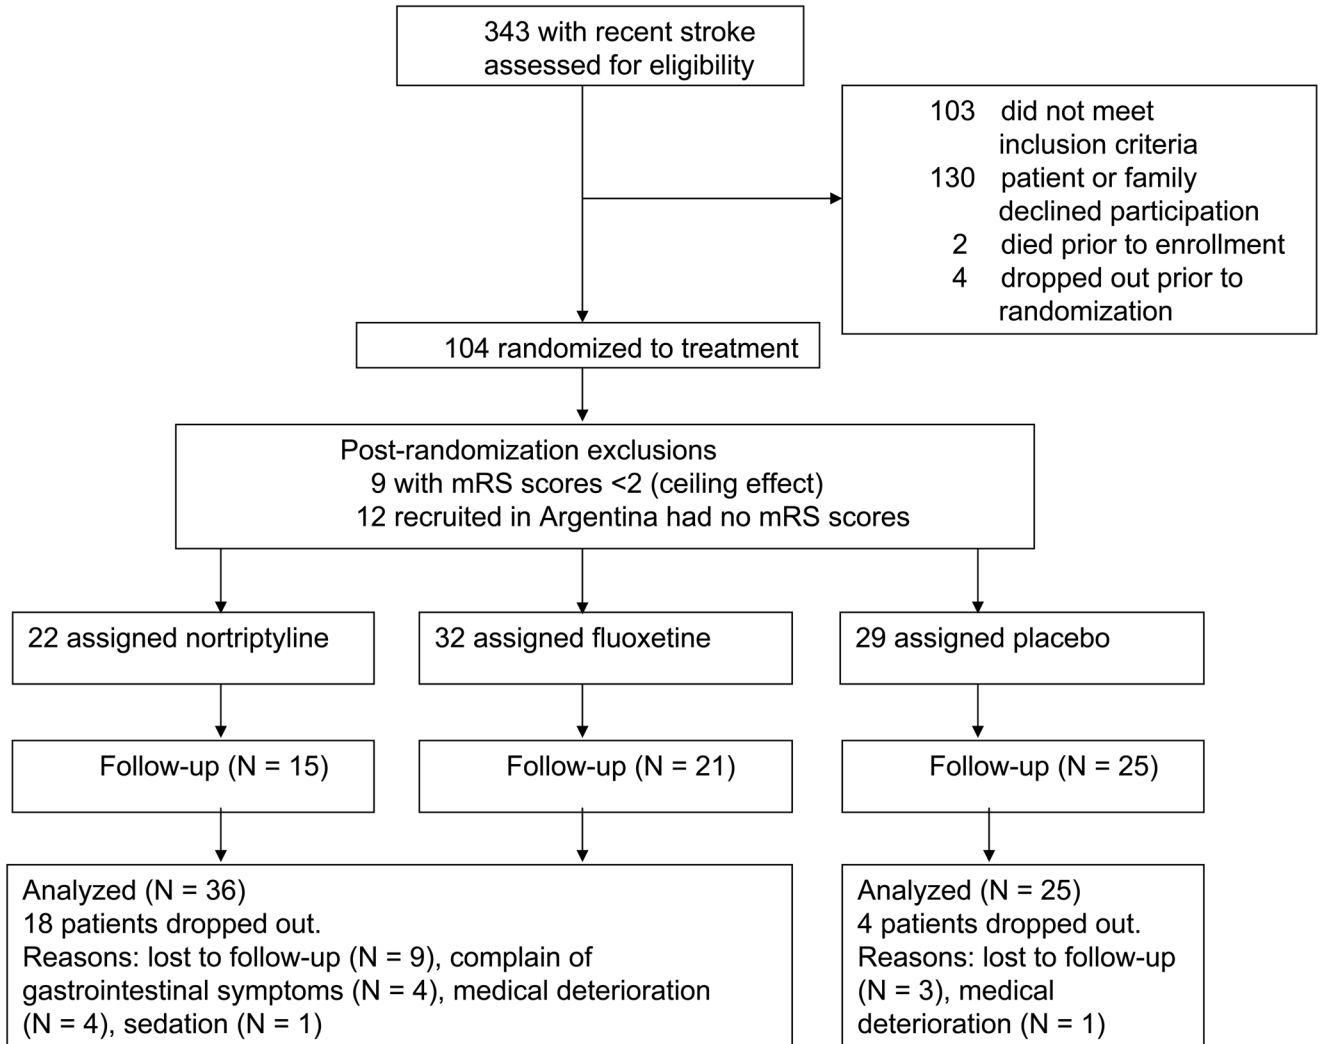 343 with recent stroke
assessed for eligibility
103 did not meet
inclusion criteria
130 patient or family
declined participation
2 died prior to enrollment
4 dropped out prior to
randomization
104 randomized to treatment
Post-randomization exclusions
9 with mRS scores <2 (ceiling effect)
12 recruited in Argentina had no mRS scores
22 assigned nortriptyline
32 assigned fluoxetine
29 assigned placebo
Follow-up (N = 15)
Follow-up (N = 21)
Follow-up (N = 25)
Analyzed (N = 36)
18 patients dropped out.
Reasons: lost to follow-up (N = 9), complain of
gastrointestinal symptoms (N = 4), medical deterioration
(N = 4), sedation (N = 1)
Analyzed (N = 25)
4 patients dropped out.
Reasons: lost to follow-up
(N = 3), medical
deterioration (N = 1)